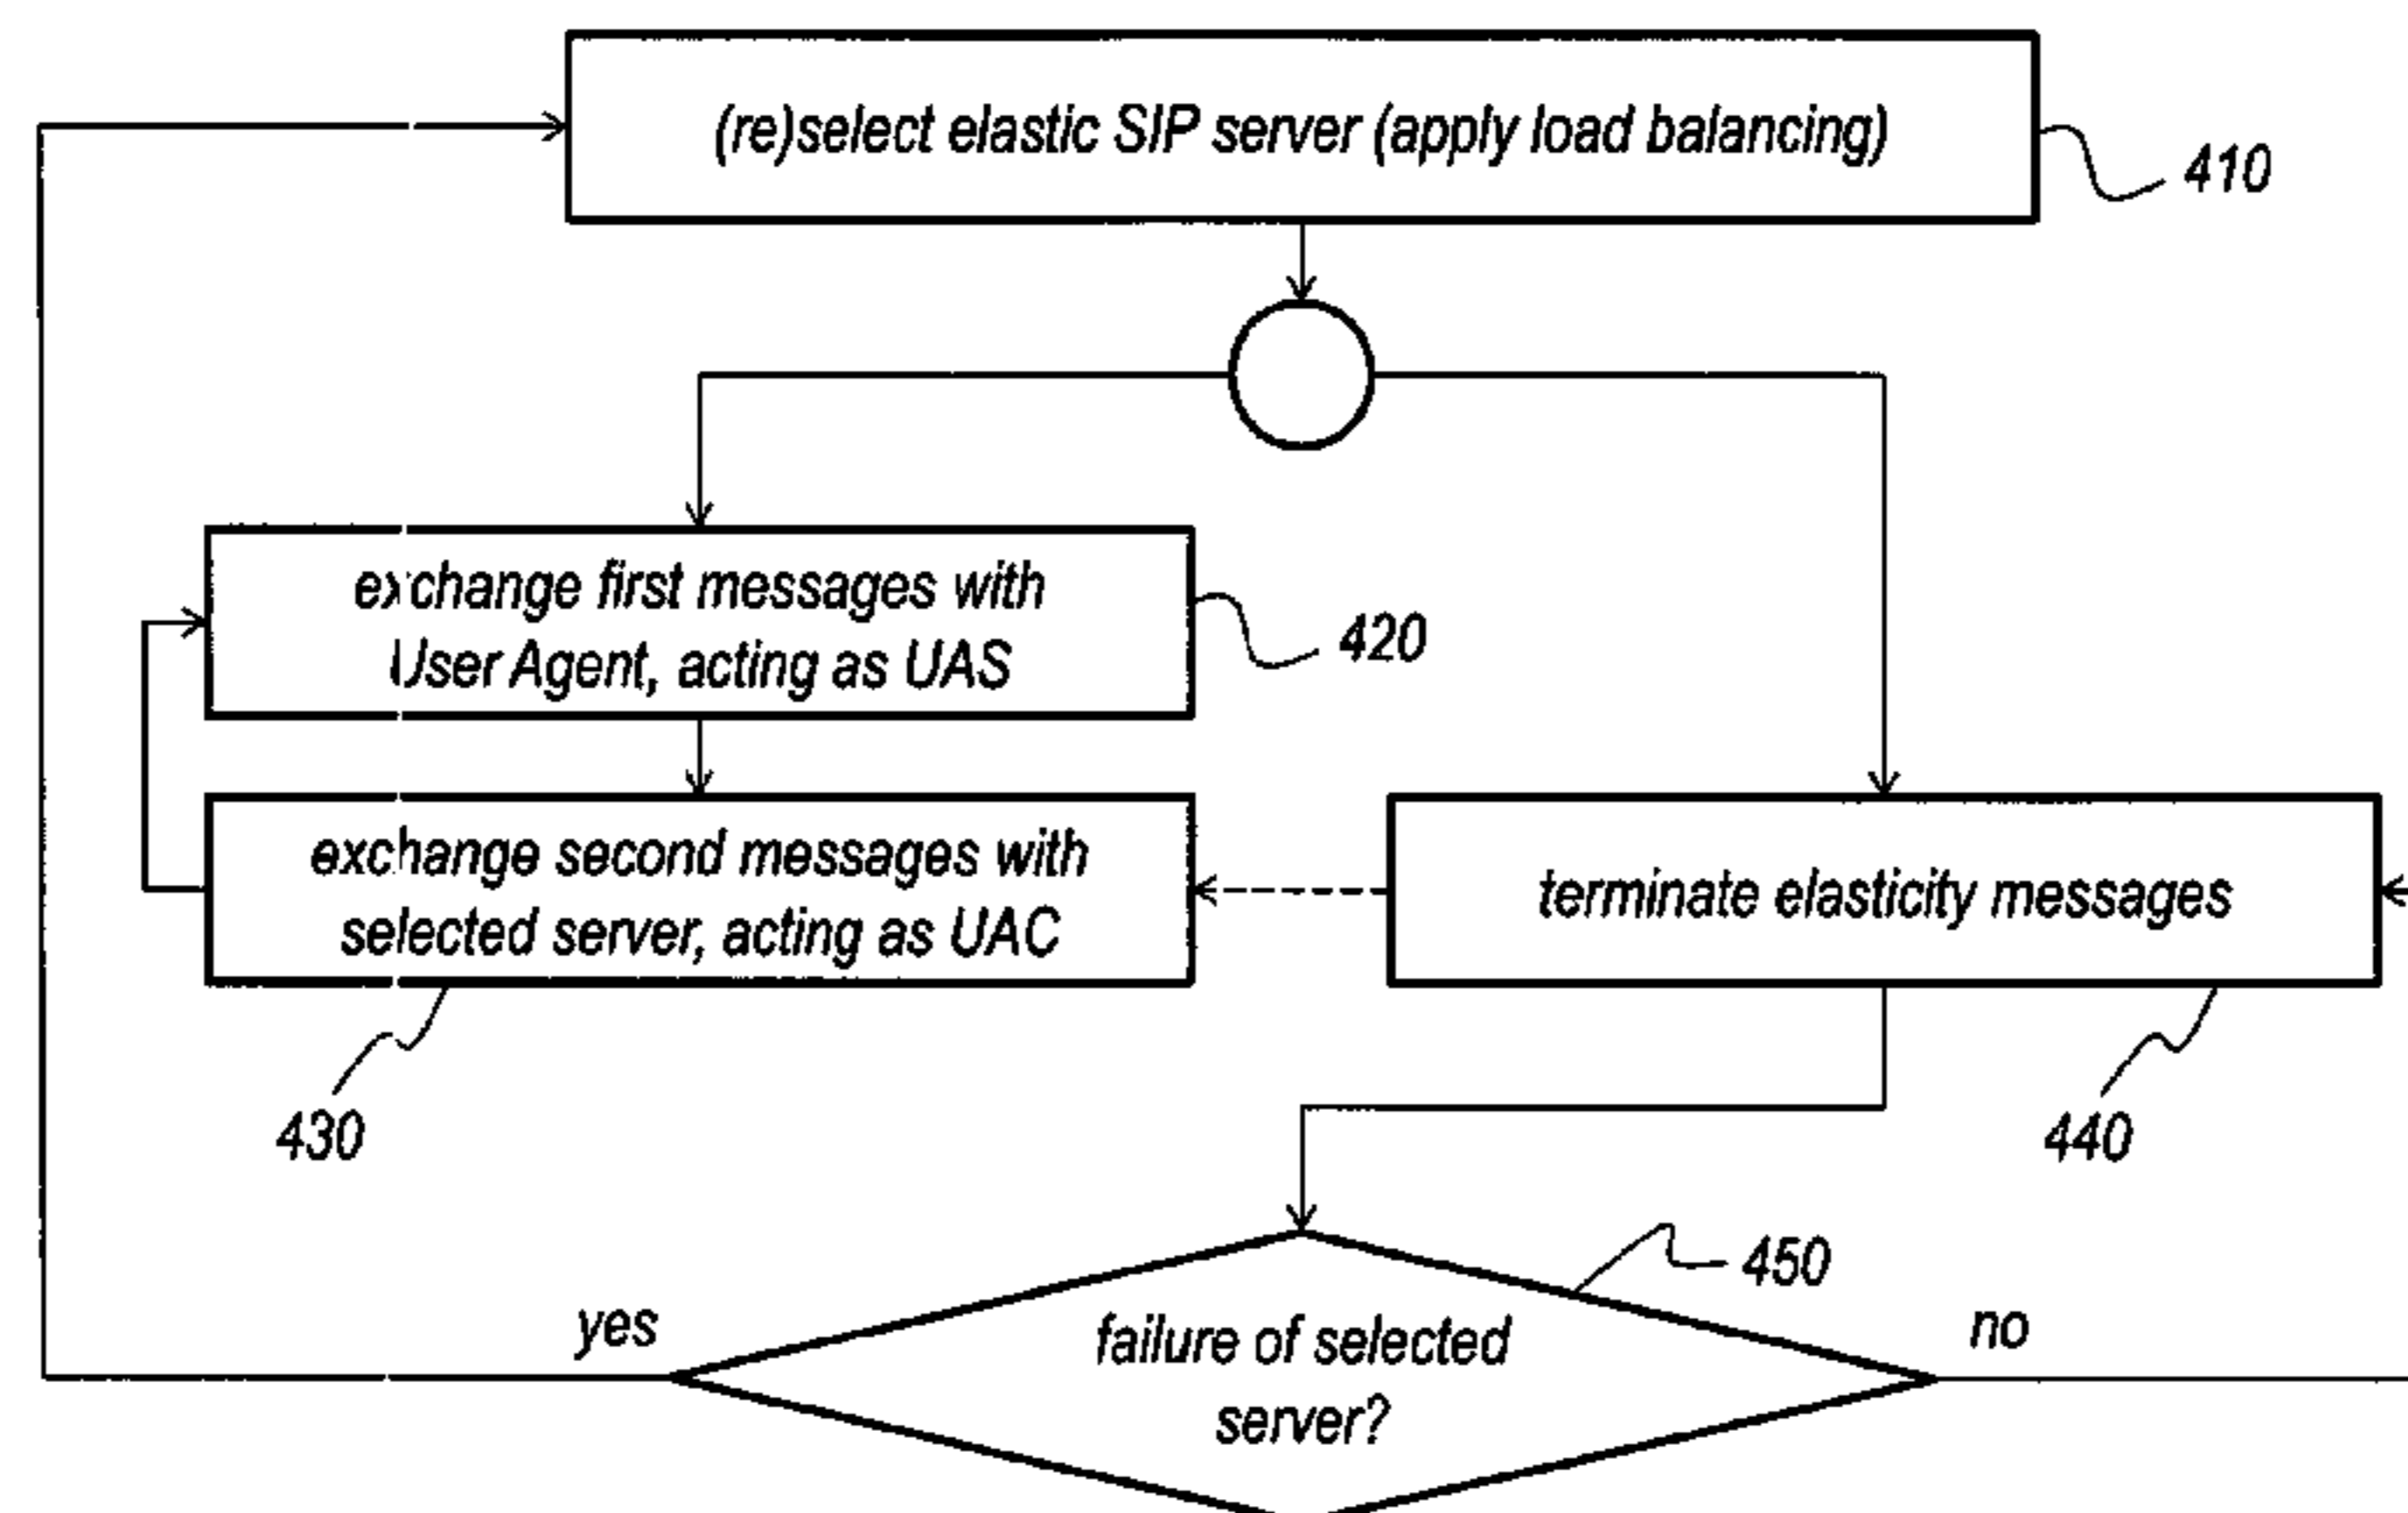 (re)select elastic SIP server (apply load balancing)
410
exchange first messages with
User Agent, acting as UAS
420
exchange second messages with
selected server, acting as UAC
terminate elasticity messages
430
440
450
yes
failure of selected
server?
no